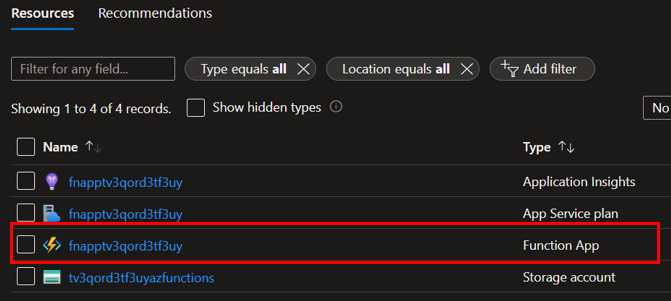 Resources Recommendations
Filter for any field... Type equals all Location equals all Add filter
Showing 1 to 4 of 4 records. Show hidden types No
Name Type
fnapptv3qord3tf3uy Application Insights
fnapptv3qord3tf3uy App Service plan
fnapptv3qord3tf3uy Function App
tv3qord3tf3uyazfunctions Storage account